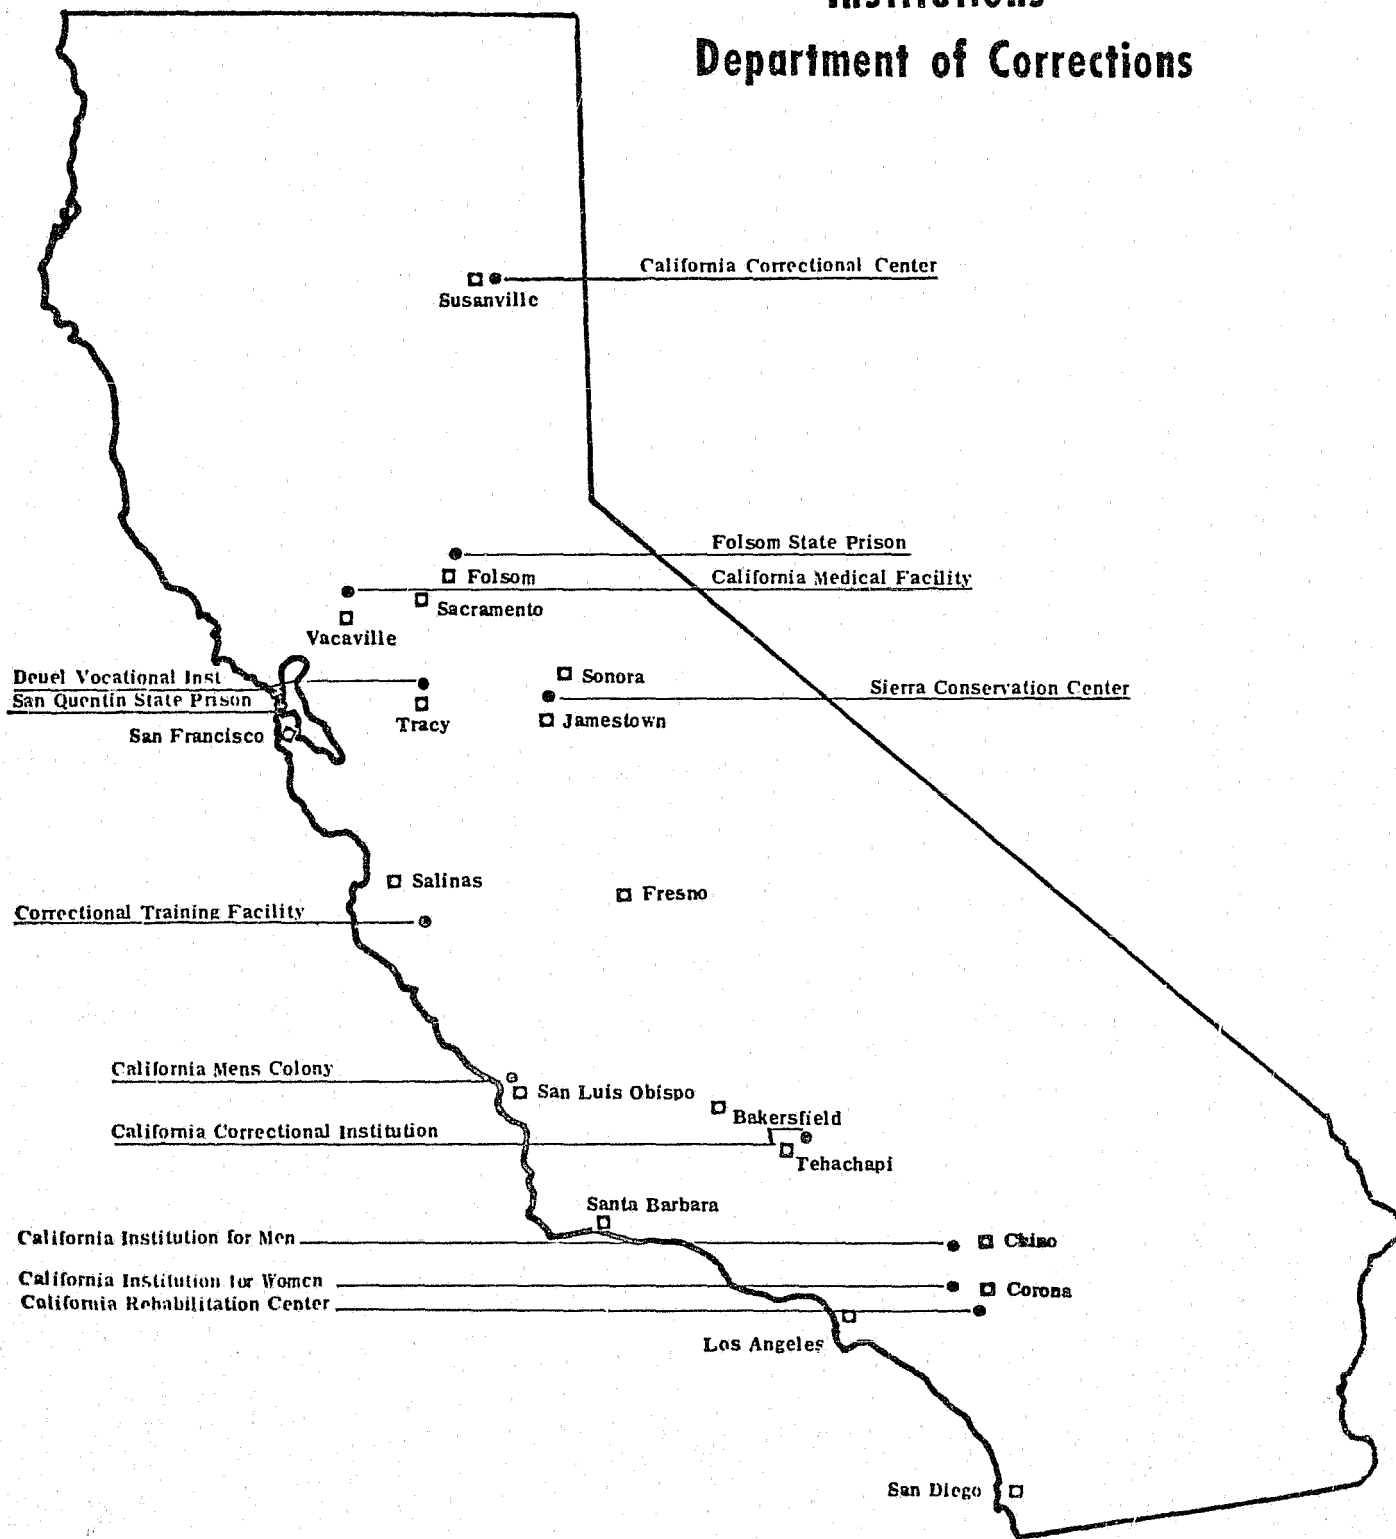 Institutions
Department of Corrections
California Correctional Center
Susanville
Folsom State Prison
Folsom
California Medical Facility
Sacramento
Vacaville
Deuel Vocational Inst
San Quentin State Prison
San Francisco
Tracy
Sonora
Sierra Conservation Center
Jamestown
Salinas
Fresno
Correctional Training Facility
California Mens Colony
San Luis Obispo
Bakersfield
California Correctional Institution
Tehachapi
Santa Barbara
California Institution for Men
Chino
California Institution for Women
Corona
California Rehabilitation Center
Los Angeles
San Diego